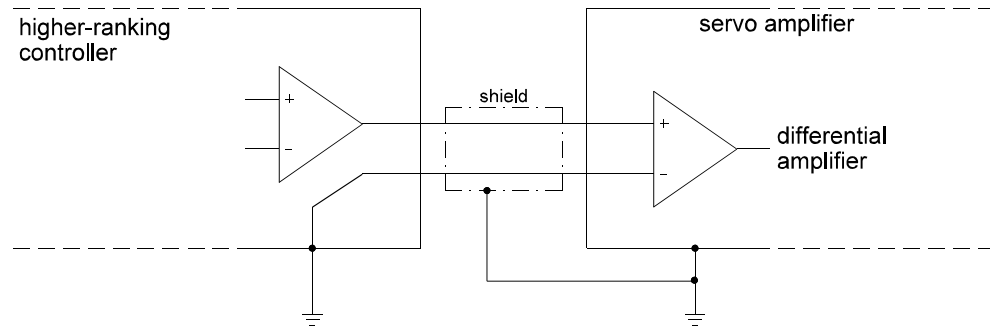 higher-ranking
controller
servo amplifier
shield
+
-
+
-
differential
amplifier